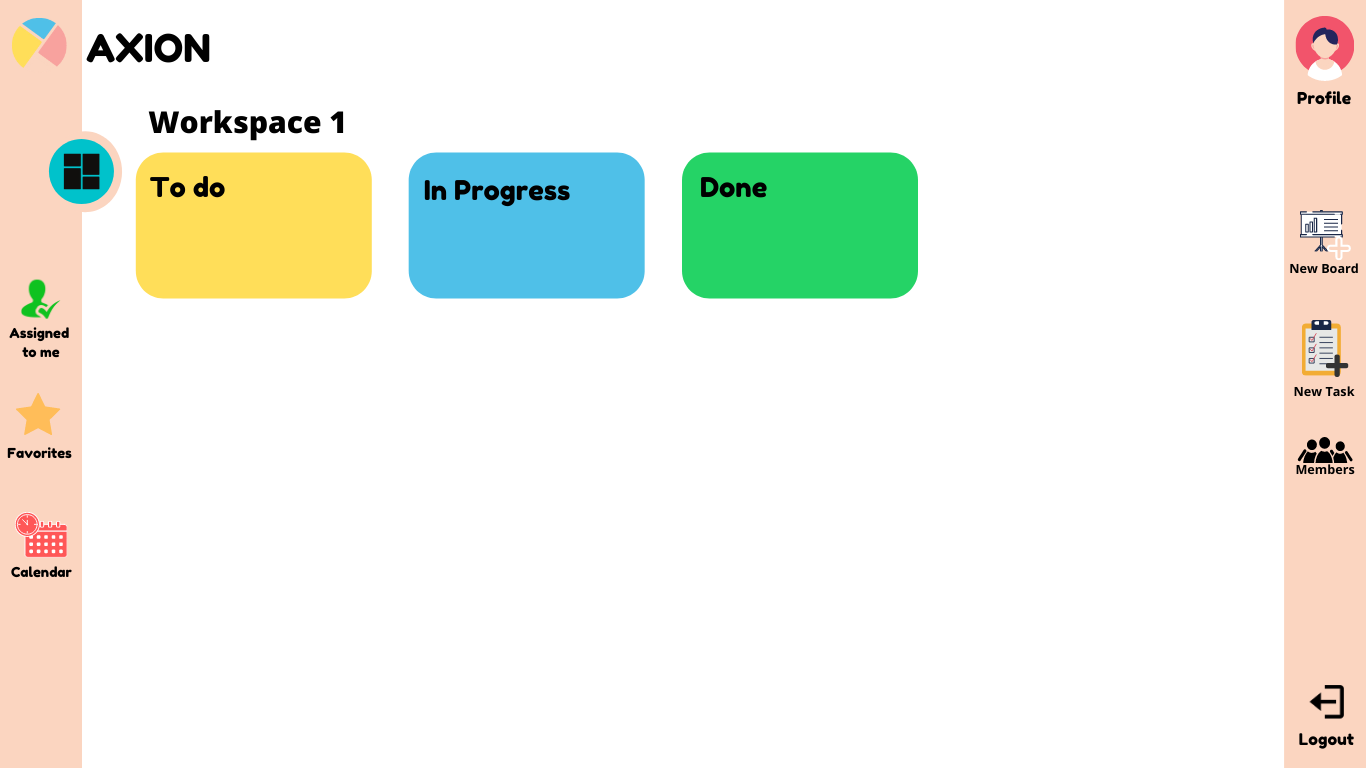 AXION
Profile
Workspace 1
To do
In Progress
Done
Assigned
to me
Favorites
Calendar
New Board
New Task
Members
Logout